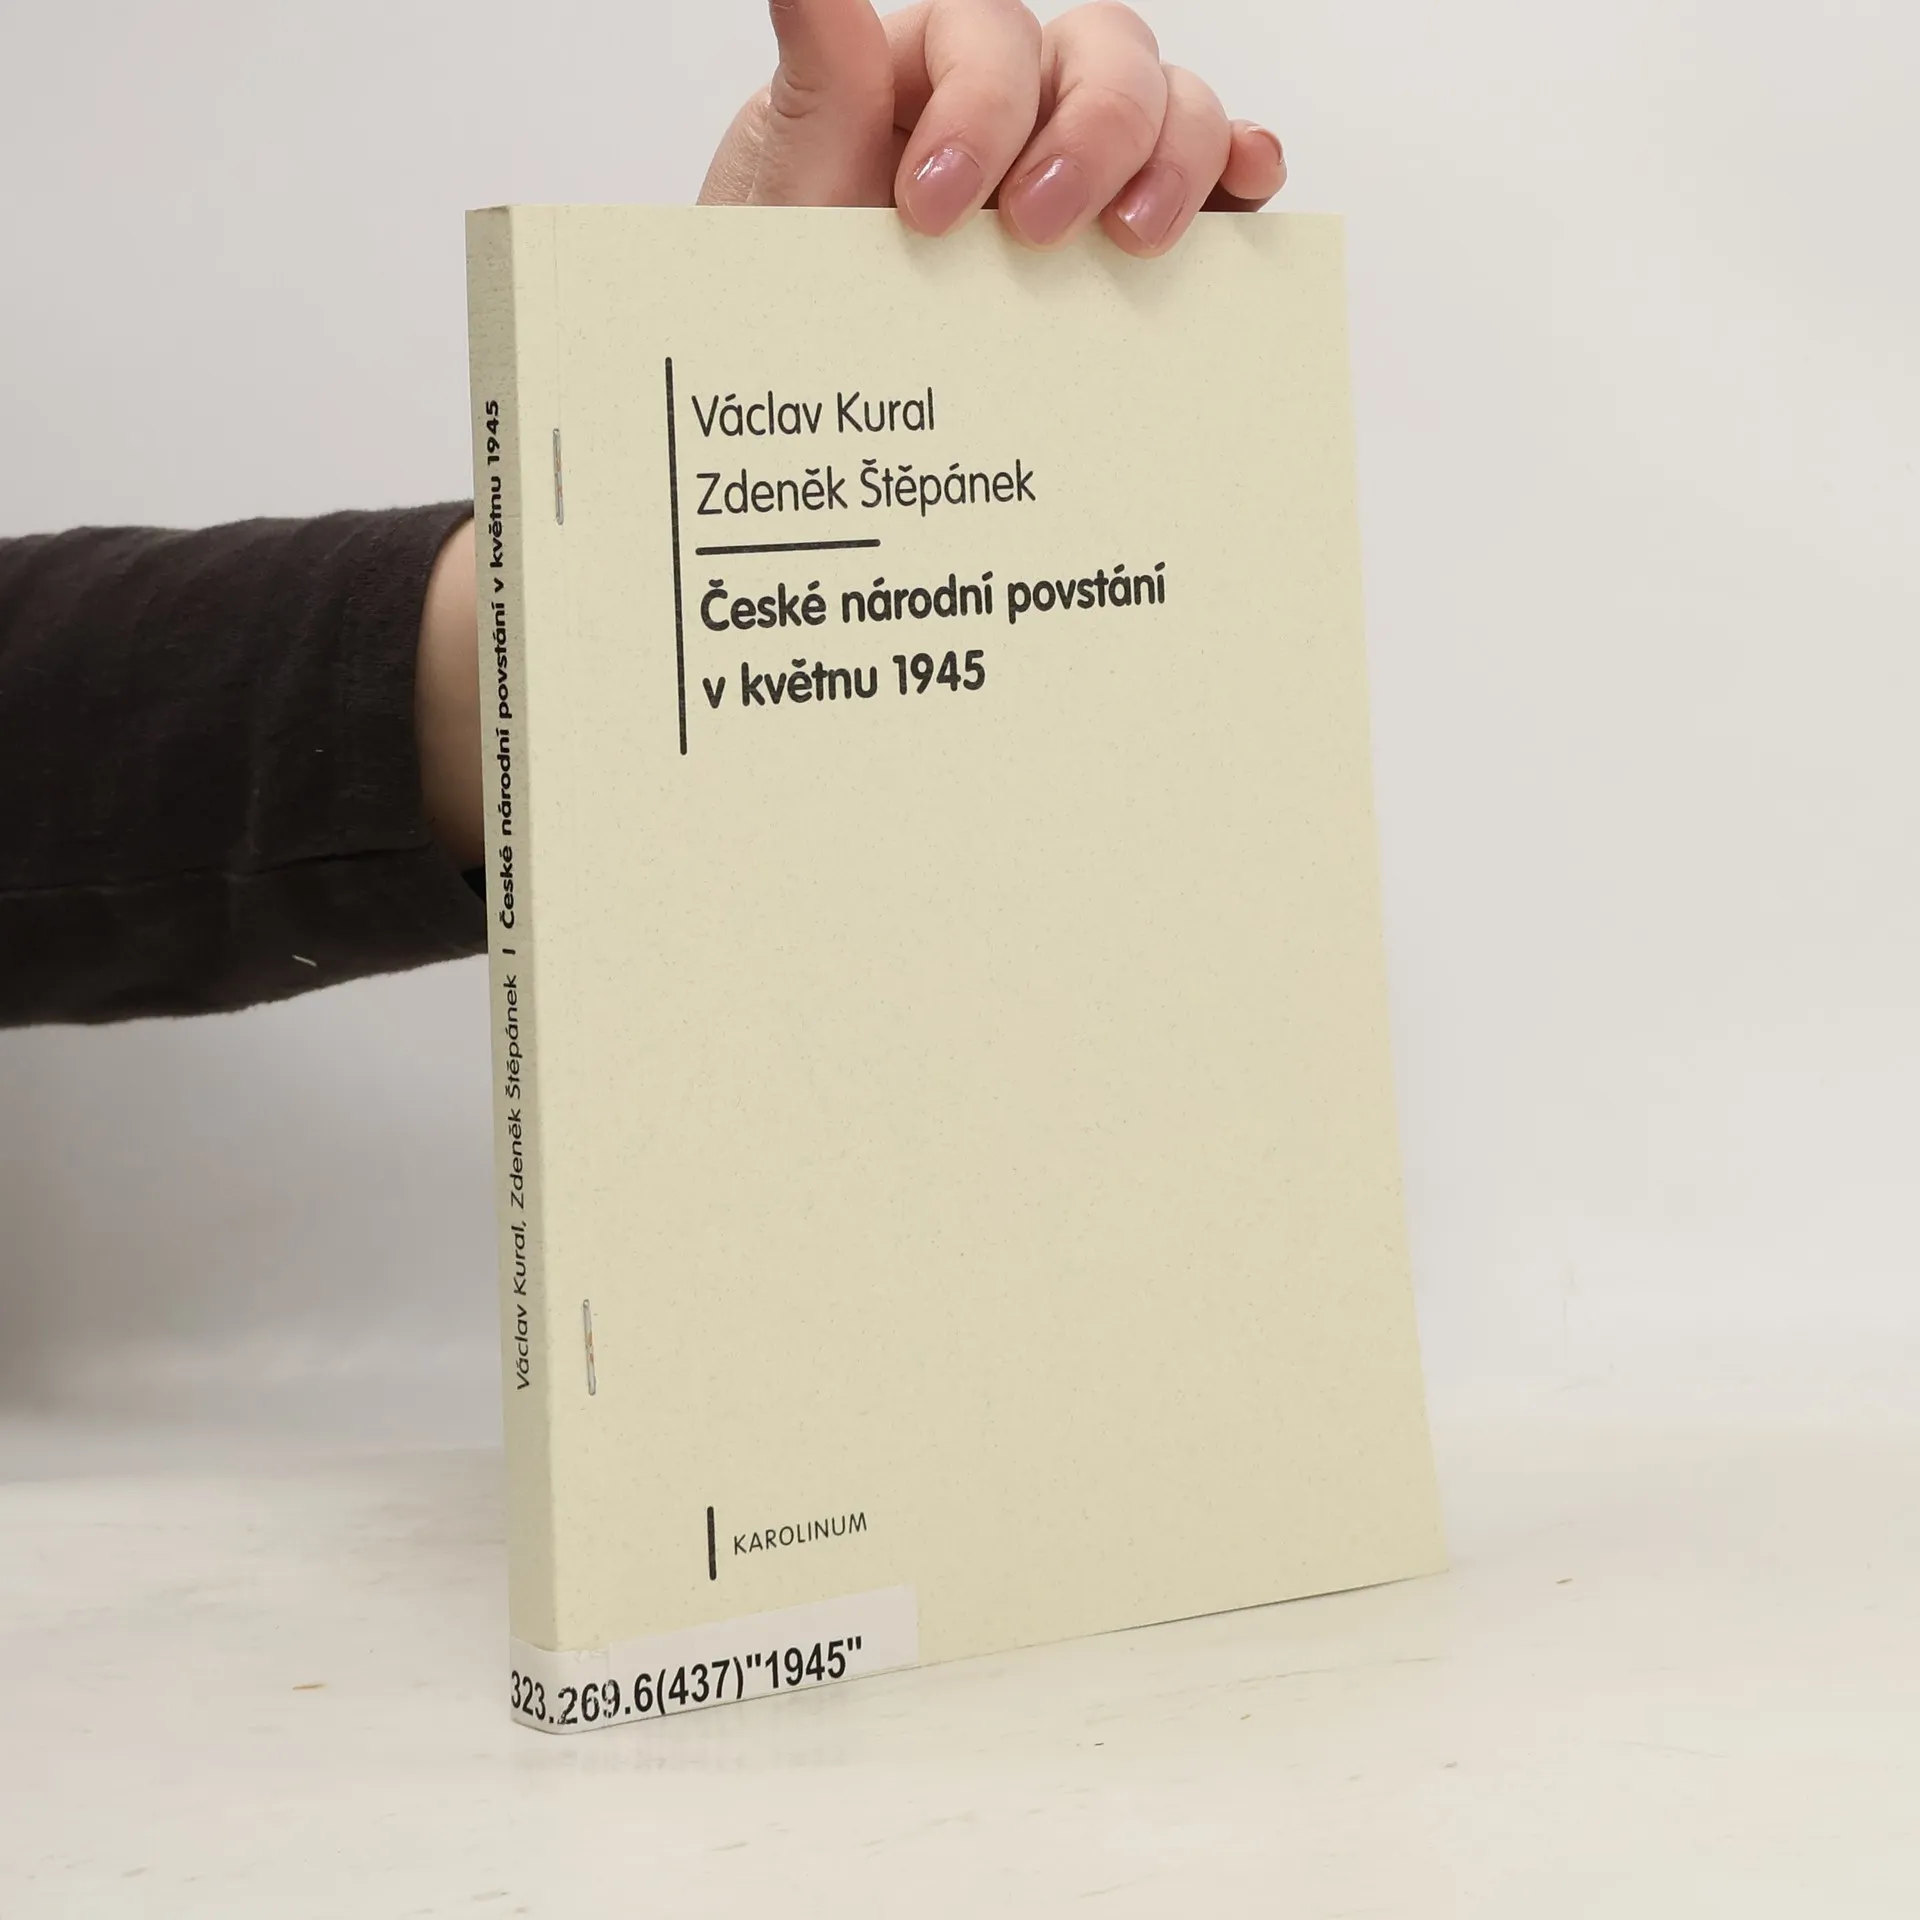 Václav Kural
Zdeněk Štěpánek
České národní povstání
v květnu 1945
KAROLINUM
Václav Kural, Zdeněk Štěpánek | České národní povstání v květnu 1945
323.269.6(437)"1945"